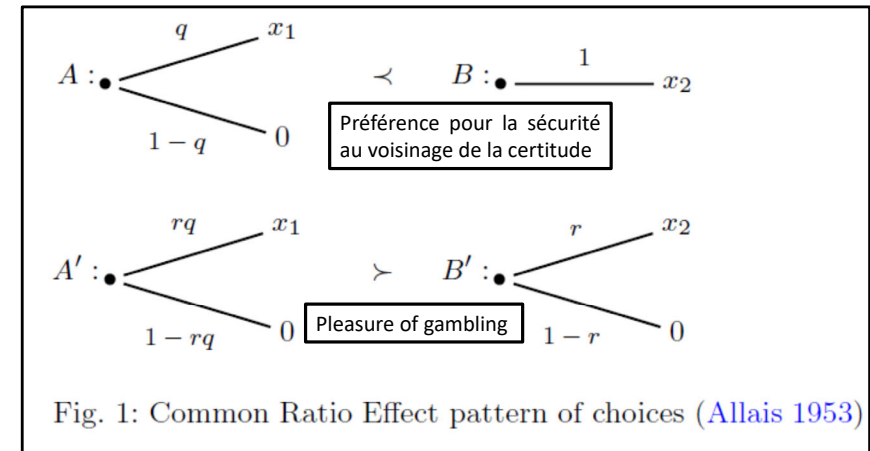 q
x1
A :
≺
B :
1
x2
1 − q
0
Préférence pour la sécurité
au voisinage de la certitude
rq
x1
r
x2
A′ :
≻
B′ :
1 − rq
0
Pleasure of gambling
1 − r
0
Fig. 1: Common Ratio Effect pattern of choices (Allais 1953)